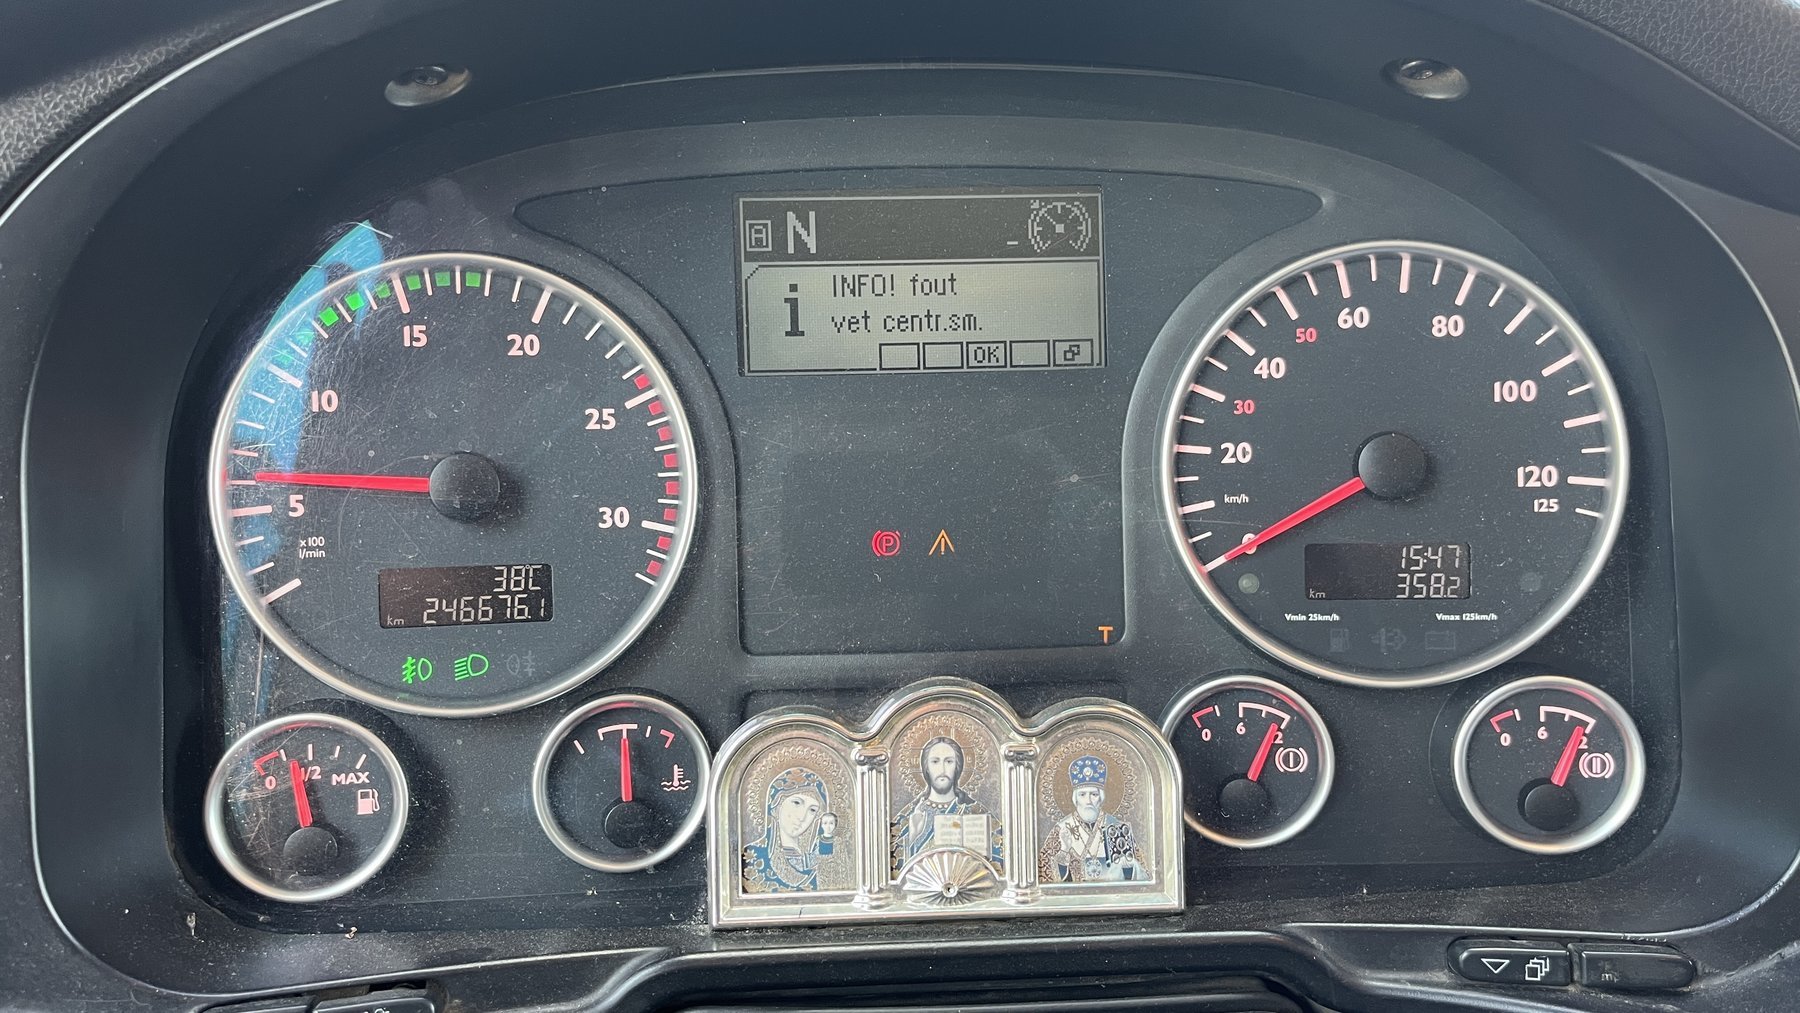 A N -
INFO! fout
i
vet centr.sm.
OK
5
10
15
20
25
30
x100
l/min
38°C
km 246676.1
0
20
30
40
50
60
80
100
120
125
km/h
15:47
km 358.2
Vmin 25km/h
Vmax 125km/h
P
T
0
1/2
MAX
0
6
I
0
6
II